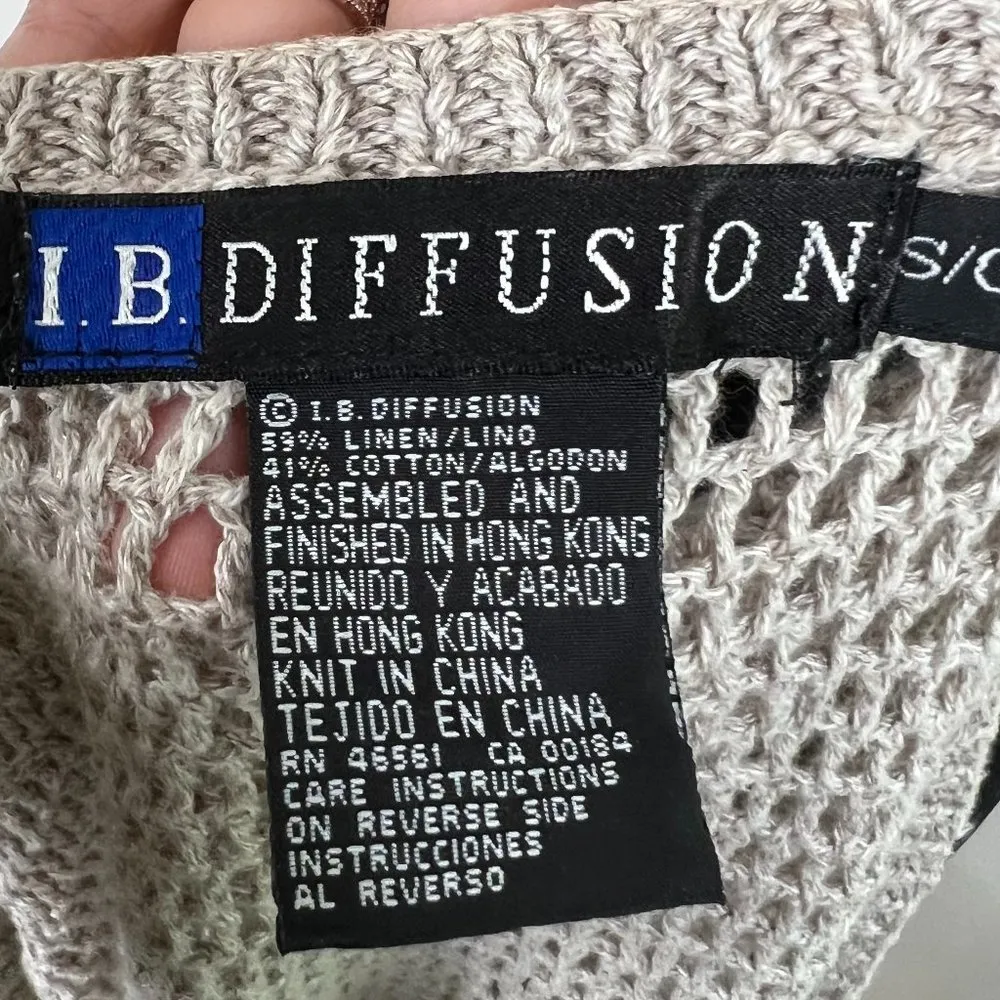 I.B. DIFFUSION
© I.B. DIFFUSION
59% LINEN/LINO
41% COTTON/ALGODON
ASSEMBLED AND
FINISHED IN HONG KONG
REUNIDO Y ACABADO
EN HONG KONG
KNIT IN CHINA
TEJIDO EN CHINA
RN 46561 CA 00184
CARE INSTRUCTIONS
ON REVERSE SIDE
INSTRUCCIONES
AL REVERSO